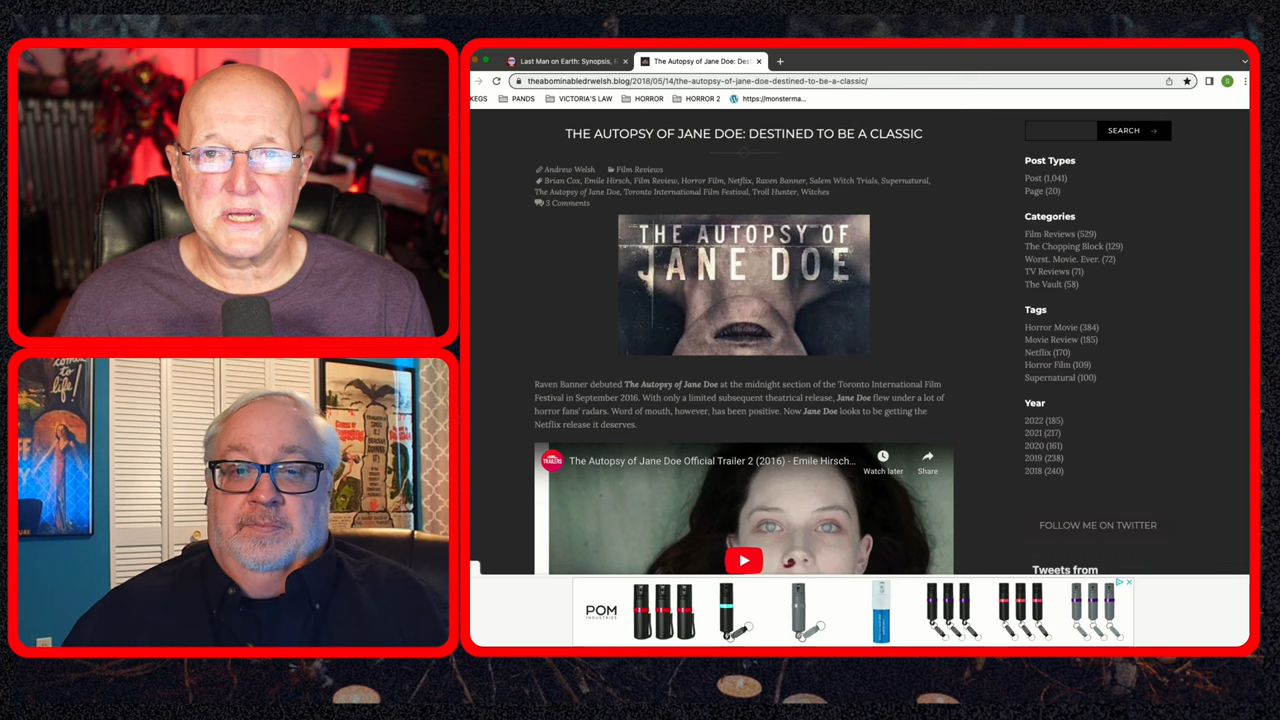 come
to
life!
Last Man on Earth: Synopsis,
The Autopsy of Jane Doe: Des
theabominabledrwelsh.blog/2018/05/14/the-autopsy-of-jane-doe-destined-to-be-a-classic/
S
KEGS PANDS VICTORIA'S LAW HORROR HORROR 2 https://monsterma...
THE AUTOPSY OF JANE DOE: DESTINED TO BE A CLASSIC
Andrew Welsh Film Reviews
Brian Cox, Emile Hirsch, Film Review, Horror Film, Netflix, Raven Banner, Salem Witch Trials, Supernatural,
The Autopsy of Jane Doe, Toronto International Film Festival, Troll Hunter, Witches
3 Comments
THE AUTOPSY OF
JANE DOE
Raven Banner debuted The Autopsy of Jane Doe at the midnight section of the Toronto International Film
Festival in September 2016. With only a limited subsequent theatrical release, Jane Doe flew under a lot of
horror fans' radars. Word of mouth, however, has been positive. Now Jane Doe looks to be getting the
Netflix release it deserves.
TRAILERS
The Autopsy of Jane Doe Official Trailer 2 (2016) - Emile Hirsch...
Watch later
Share
SEARCH
Post Types
Post (1,041)
Page (20)
Categories
Film Reviews (529)
The Chopping Block (129)
Worst. Movie. Ever. (72)
TV Reviews (71)
The Vault (58)
Tags
Horror Movie (384)
Movie Review (185)
Netflix (170)
Horror Film (109)
Supernatural (100)
Year
2022 (185)
2021 (217)
2020 (161)
2019 (238)
2018 (240)
FOLLOW ME ON TWITTER
Tweets from
POM
INDUSTRIES